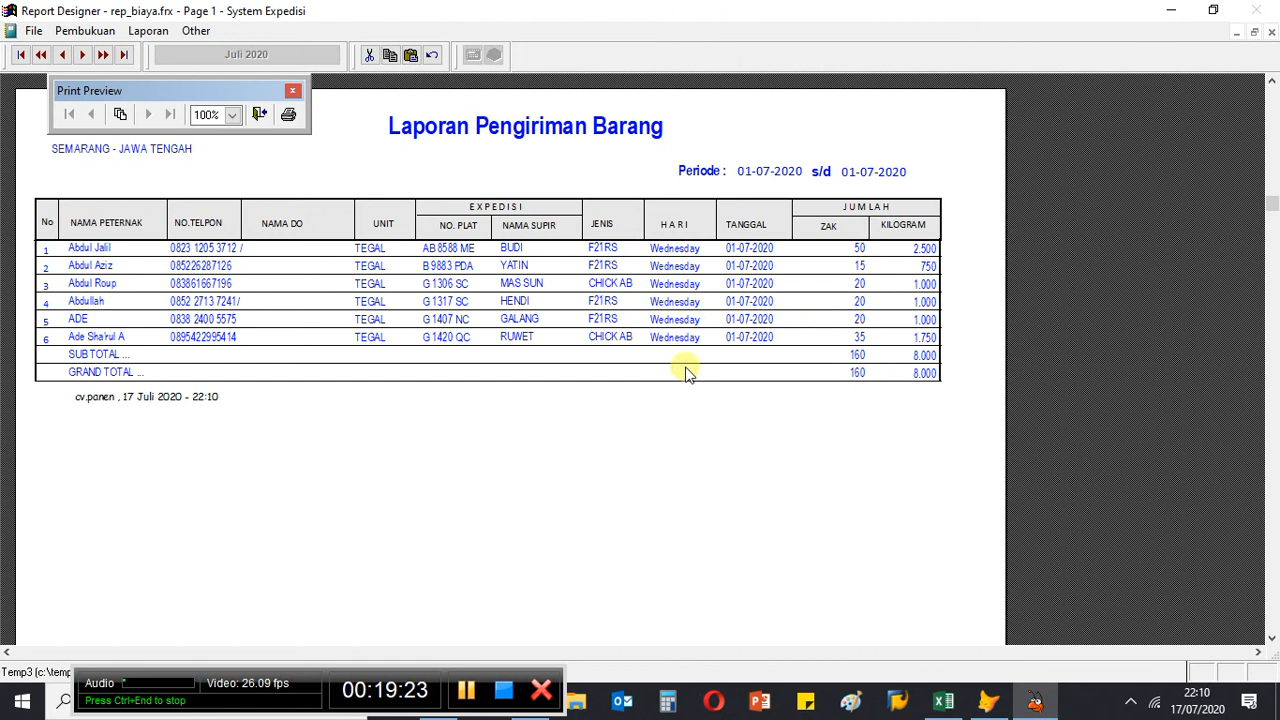 Report Designer - rep_biaya.frx - Page 1 - System Expedisi
File Pembukuan Laporan Other
Juli 2020
Print Preview
100%
Laporan Pengiriman Barang
SEMARANG - JAWA TENGAH
Periode : 01-07-2020 s/d 01-07-2020
No NAMA PETERNAK NO.TELPON NAMA DO UNIT EXPEDISI NO. PLAT NAMA SUPIR JENIS HARI TANGGAL JUMLAH ZAK KILOGRAM
1 Abdul Jalil 0823 1205 3712 / TEGAL AB 8588 ME BUDI F21RS Wednesday 01-07-2020 50 2.500
2 Abdul Aziz 085226287126 TEGAL B 9883 PDA YATIN F21RS Wednesday 01-07-2020 15 750
3 Abdul Roup 083861667196 TEGAL G 1306 SC MAS SUN CHICK AB Wednesday 01-07-2020 20 1.000
4 Abdullah 0852 2713 7241/ TEGAL G 1317 SC HENDI F21RS Wednesday 01-07-2020 20 1.000
5 ADE 0838 2400 5575 TEGAL G 1407 NC GALANG F21RS Wednesday 01-07-2020 20 1.000
6 Ade Sha'rul A 0895422995414 TEGAL G 1420 QC RUWET CHICK AB Wednesday 01-07-2020 35 1.750
SUB TOTAL ... 160 8.000
GRAND TOTAL ... 160 8.000
cv.panen , 17 Juli 2020 - 22:10
Temp3 (c:\temp
Audio Video: 26.09 fps
Press Ctrl+End to stop
00:19:23
22:10
17/07/2020